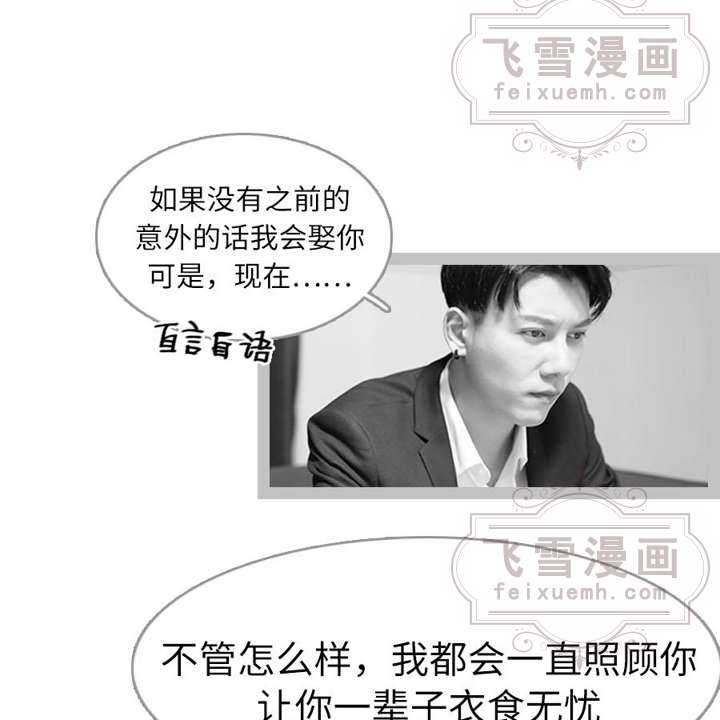 飞雪漫画
feixuemh.com
如果没有之前的
意外的话我会娶你
可是，现在……
自言自语
飞雪漫画
feixuemh.com
不管怎么样，我都会一直照顾你
让你一辈子衣食无忧